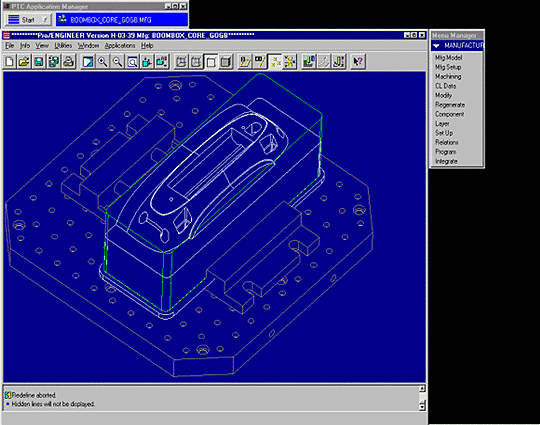 PTC Application Manager
Start
BOOMBOX_CORE_GOGB.MFG
**********Pro/ENGINEER Version H-03-39 Mfg: BOOMBOX_CORE_GOGB**********
File Info View Utilities Window Applications Help
Menu Manager
MANUFACTUR
Mfg Model
Mfg Setup
Machining
CL Data
Modify
Regenerate
Component
Layer
Set Up
Relations
Program
Integrate
Redefine aborted.
Hidden lines will not be displayed.